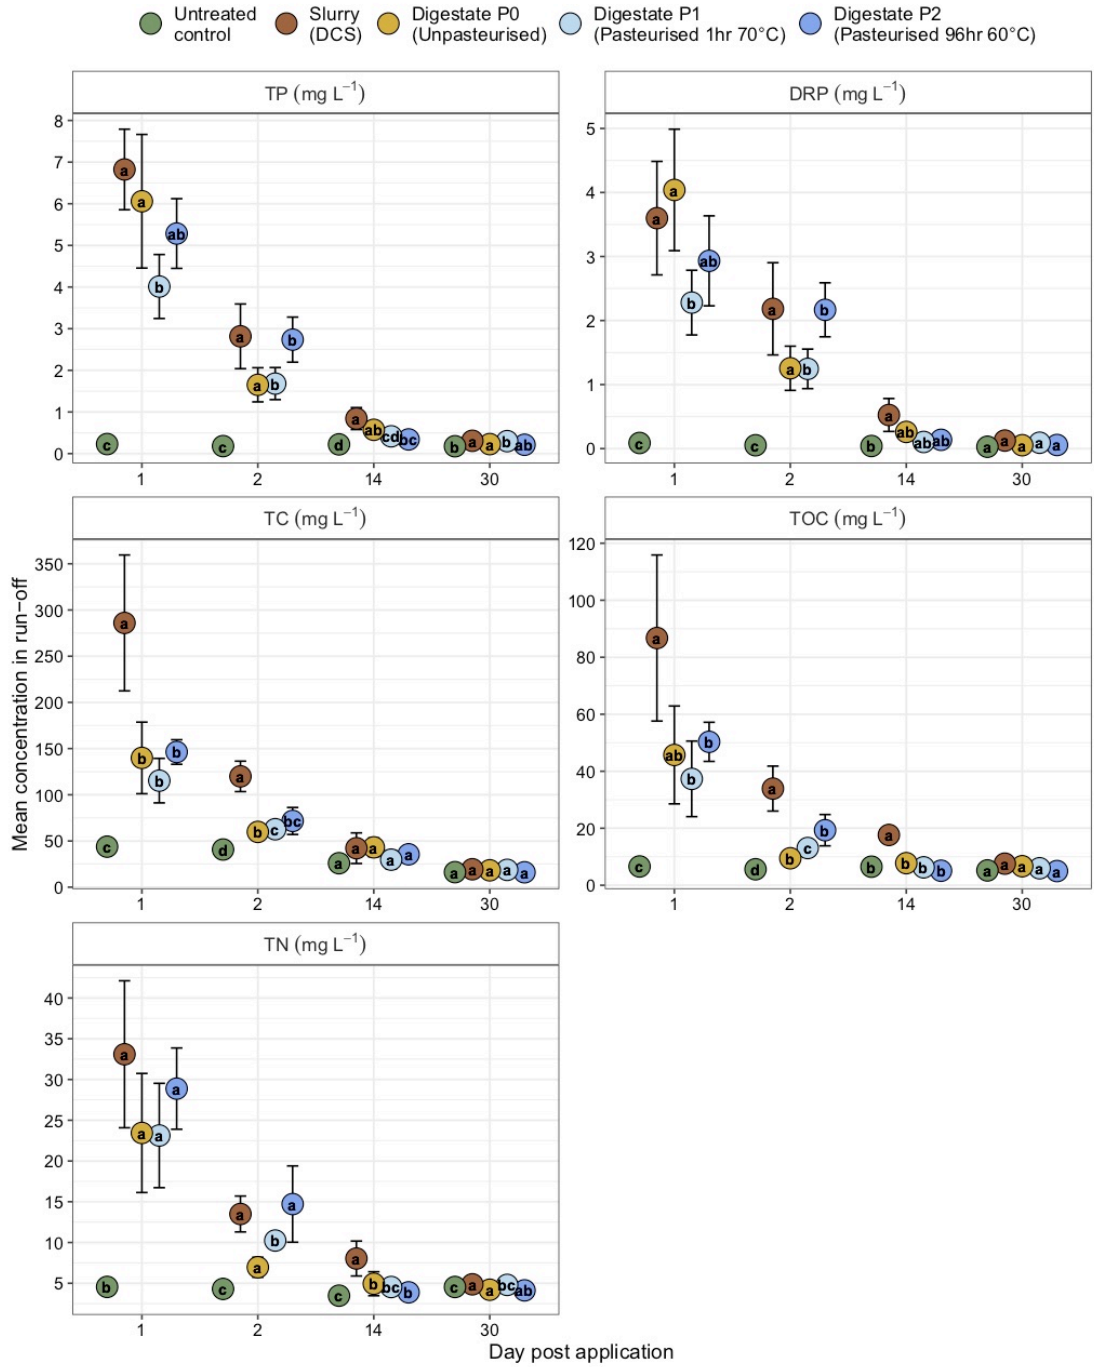 Untreated control
Slurry (DCS)
Digestate P0 (Unpasteurised)
Digestate P1 (Pasteurised 1hr 70°C)
Digestate P2 (Pasteurised 96hr 60°C)
Mean concentration in run−off
TP (mg L⁻¹)
8
7
6
5
4
3
2
1
0
c a a b ab
c a a b b
d a ab cd bc
b a a b ab
1 2 14 30
DRP (mg L⁻¹)
5
4
3
2
1
0
c a a b ab
c a a b b
b a ab ab ab
a a a a a
1 2 14 30
TC (mg L⁻¹)
350
300
250
200
150
100
50
0
c a b b b
d a b c bc
a a a a a
a a a a a
1 2 14 30
TOC (mg L⁻¹)
120
100
80
60
40
20
0
c a ab b b
d a b c b
b a b b b
a a a a a
1 2 14 30
TN (mg L⁻¹)
40
35
30
25
20
15
10
5
b a a a a
c a a b a
c a b bc b
c a a bc ab
1 2 14 30
Day post application